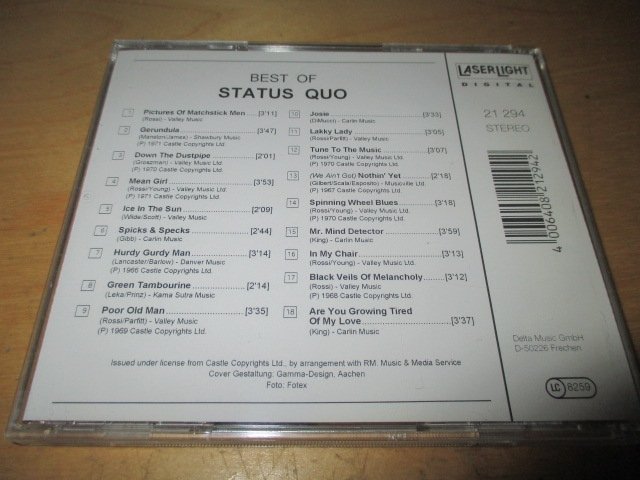 BEST OF
STATUS QUO
1 Pictures Of Matchstick Men [3'11]
(Rossi) - Valley Music
2 Gerundula [3'47]
(Manston/James) - Shawbury Music
(P) 1971 Castle Copyrights Ltd.
3 Down The Dustpipe [2'01]
(Groszman) - Valley Music Ltd.
(P) 1970 Castle Copyrights Ltd.
4 Mean Girl [3'53]
(Rossi/Young) - Valley Music Ltd.
(P) 1971 Castle Copyrights Ltd.
5 Ice In The Sun [2'09]
(Wilde/Scott) - Valley Music
6 Spicks & Specks [2'44]
(Gibb) - Carlin Music
7 Hurdy Gurdy Man [3'14]
(Lancaster/Barlow) - Danver Music
(P) 1966 Castle Copyrights Ltd.
8 Green Tambourine [2'14]
(Leka/Prinz) - Kama Sutra Music
9 Poor Old Man [3'35]
(Rossi/Parfitt) - Valley Music
(P) 1969 Castle Copyrights Ltd.
10 Josie [3'33]
(DiMucci) - Carlin Music
11 Lakky Lady [3'05]
(Rossi/Parfitt) - Valley Music
12 Tune To The Music [3'07]
(Rossi/Young) - Valley Music Ltd.
(P) 1970 Castle Copyrights Ltd.
13 (We Ain't Got) Nothin' Yet [2'18]
(Gilbert/Scala/Esposito) - Musicville Ltd.
(P) 1967 Castle Copyrights Ltd.
14 Spinning Wheel Blues [3'18]
(Rossi/Young) - Valley Music Ltd.
(P) 1970 Castle Copyrights Ltd.
15 Mr. Mind Detector [3'59]
(King) - Carlin Music
16 In My Chair [3'13]
(Rossi/Young) - Valley Music Ltd.
17 Black Veils Of Melancholy [3'12]
(Rossi) - Valley Music
(P) 1968 Castle Copyrights Ltd.
18 Are You Growing Tired
Of My Love [3'37]
(King) - Carlin Music
Issued under license from Castle Copyrights Ltd., by arrangement with RM. Music & Media Service
Cover Gestaltung: Gamma-Design, Aachen
Foto: Fotex
LASERLIGHT
DIGITAL
21 294
STEREO
4 006408 212942
Delta Music GmbH
D-50226 Frechen
LC 8259